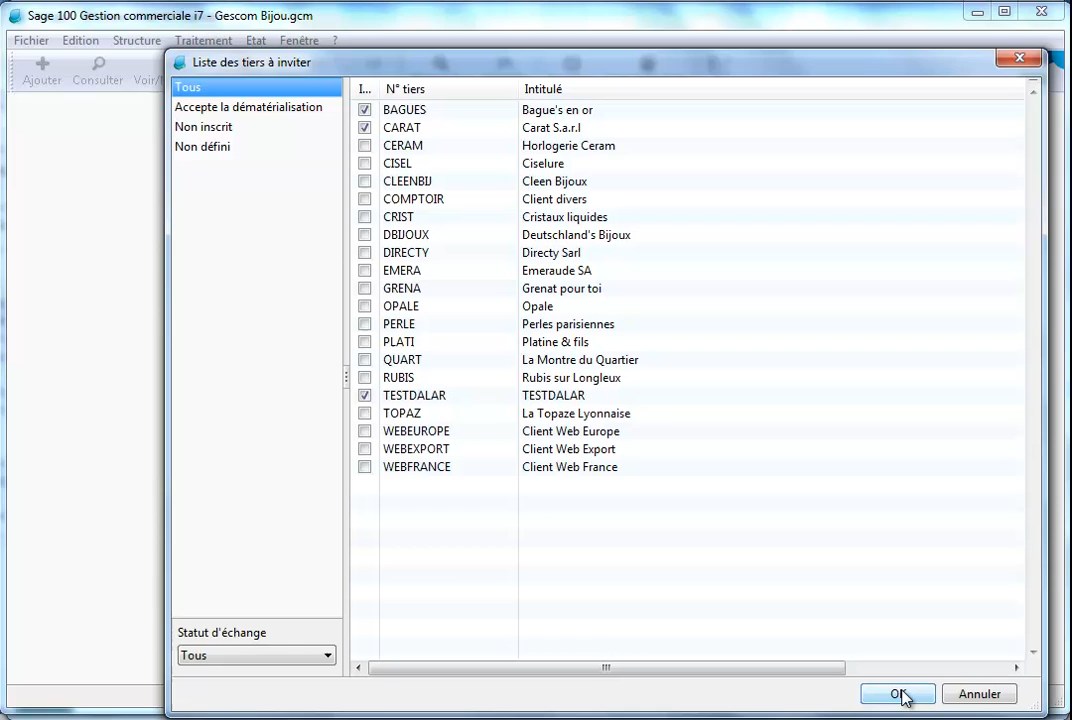 Sage 100 Gestion commerciale i7 - Gescom Bijou.gcm
Fichier Edition Structure Traitement Etat Fenêtre ?
Ajouter Consulter
Liste des tiers à inviter
Tous
Accepte la dématérialisation
Non inscrit
Non défini
Statut d'échange
Tous
I... N° tiers Intitulé
BAGUES Bague's en or
CARAT Carat S.a.r.l
CERAM Horlogerie Ceram
CISEL Ciselure
CLEENBIJ Cleen Bijoux
COMPTOIR Client divers
CRIST Cristaux liquides
DBIJOUX Deutschland's Bijoux
DIRECTY Directy Sarl
EMERA Emeraude SA
GRENA Grenat pour toi
OPALE Opale
PERLE Perles parisiennes
PLATI Platine & fils
QUART La Montre du Quartier
RUBIS Rubis sur Longleux
TESTDALAR TESTDALAR
TOPAZ La Topaze Lyonnaise
WEBEUROPE Client Web Europe
WEBEXPORT Client Web Export
WEBFRANCE Client Web France
OK Annuler